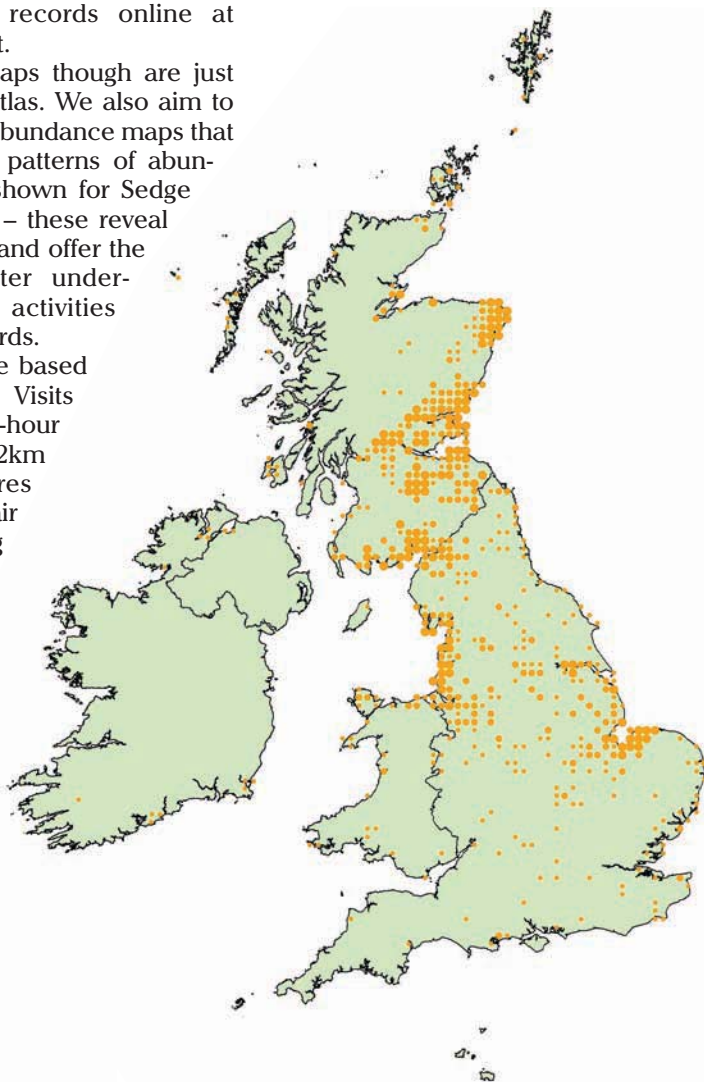 records online at
t.
aps though are just
tlas. We also aim to
bundance maps that
patterns of abun-
shown for Sedge
– these reveal
and offer the
ter under-
activities
rds.
e based
Visits
-hour
2km
res
ir
g